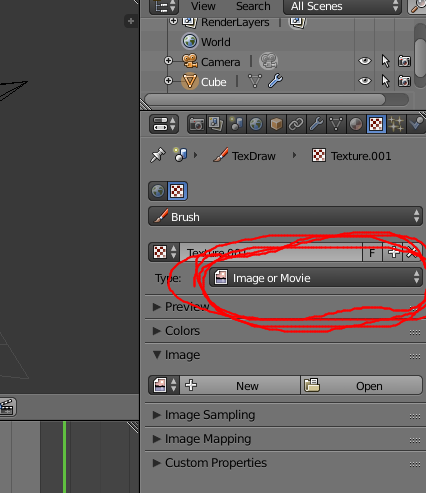 View Search All Scenes
RenderLayers
World
Camera
Cube
TexDraw Texture.001
Brush
Texture.001 F
Type: Image or Movie
Preview
Colors
Image
New Open
Image Sampling
Image Mapping
Custom Properties